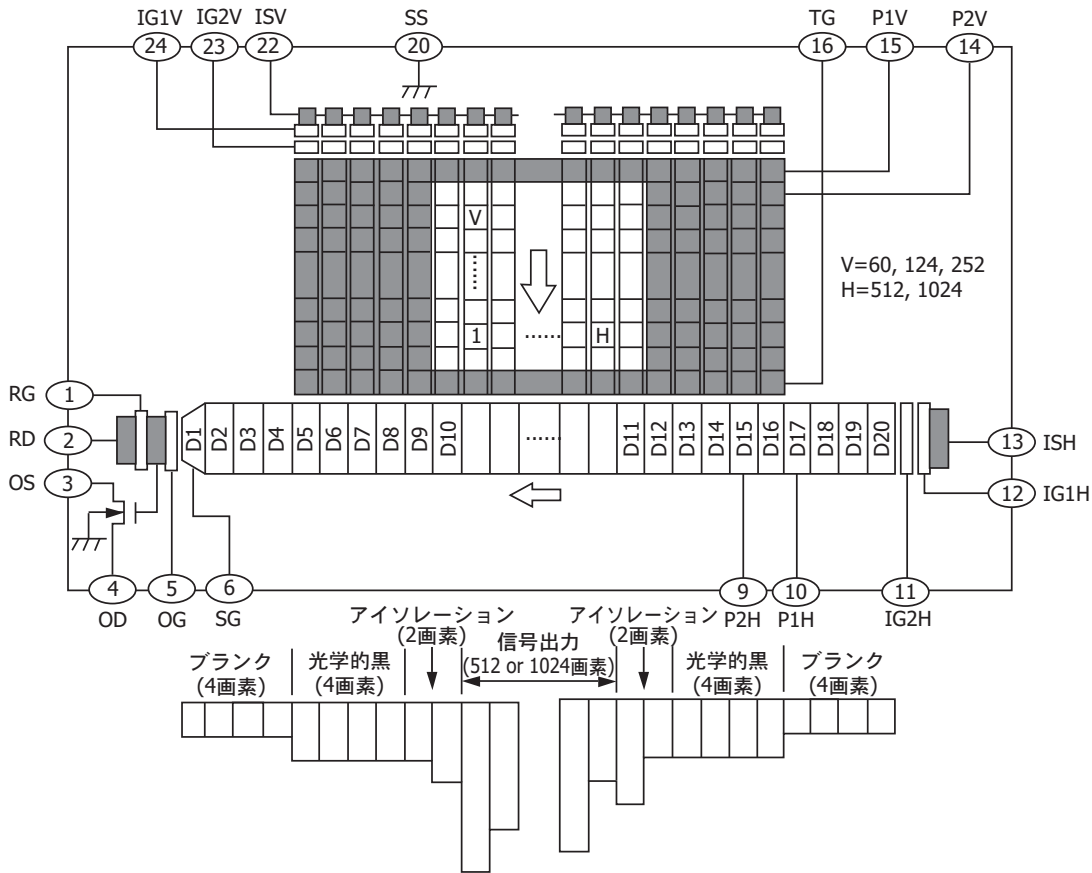 IG1V IG2V ISV SS TG P1V P2V
24 23 22 20 16 15 14
V
1 ...... H
V=60, 124, 252
H=512, 1024
RG 1
RD 2
OS 3
D1 D2 D3 D4 D5 D6 D7 D8 D9 D10 ...... D11 D12 D13 D14 D15 D16 D17 D18 D19 D20
13 ISH
12 IG1H
4 5 6 9 10 11
OD OG SG P2H P1H IG2H
アイソレーション
(2画素)
アイソレーション
(2画素)
信号出力
(512 or 1024画素)
ブランク
(4画素)
光学的黒
(4画素)
光学的黒
(4画素)
ブランク
(4画素)